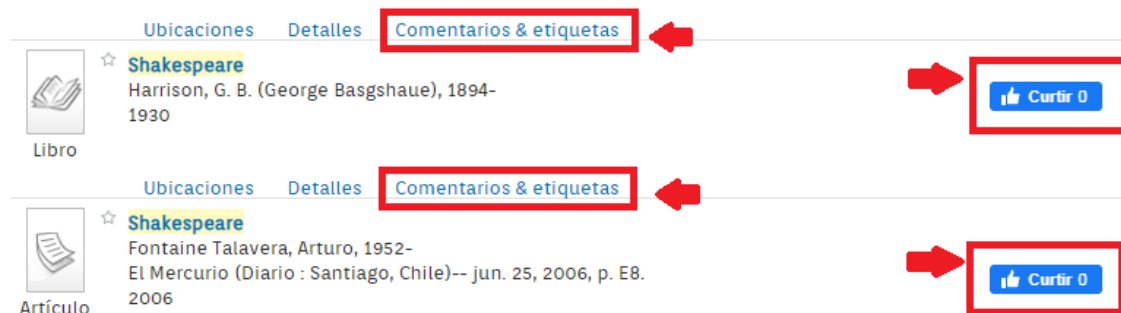 Ubicaciones Detalles Comentarios & etiquetas
Shakespeare
Harrison, G. B. (George Basgshaue), 1894-
1930
Curtir 0
Libro
Ubicaciones Detalles Comentarios & etiquetas
Shakespeare
Fontaine Talavera, Arturo, 1952-
El Mercurio (Diario : Santiago, Chile)-- jun. 25, 2006, p. E8.
2006
Curtir 0
Artículo